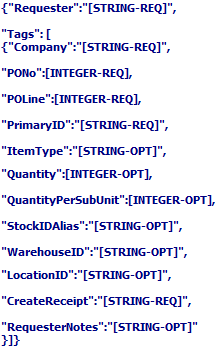 {"Requester":"[STRING-REQ]",
"Tags": [
{"Company":"[STRING-REQ]",
"PONo":[INTEGER-REQ],
"POLine":[INTEGER-REQ],
"PrimaryID":"[STRING-REQ]",
"ItemType":"[STRING-OPT]",
"Quantity":[INTEGER-OPT],
"QuantityPerSubUnit":[INTEGER-OPT],
"StockIDAlias":"[STRING-OPT]",
"WarehouseID":"[STRING-OPT]",
"LocationID":"[STRING-OPT]",
"CreateReceipt":"[STRING-REQ]",
"RequesterNotes":"[STRING-OPT]"
}]}